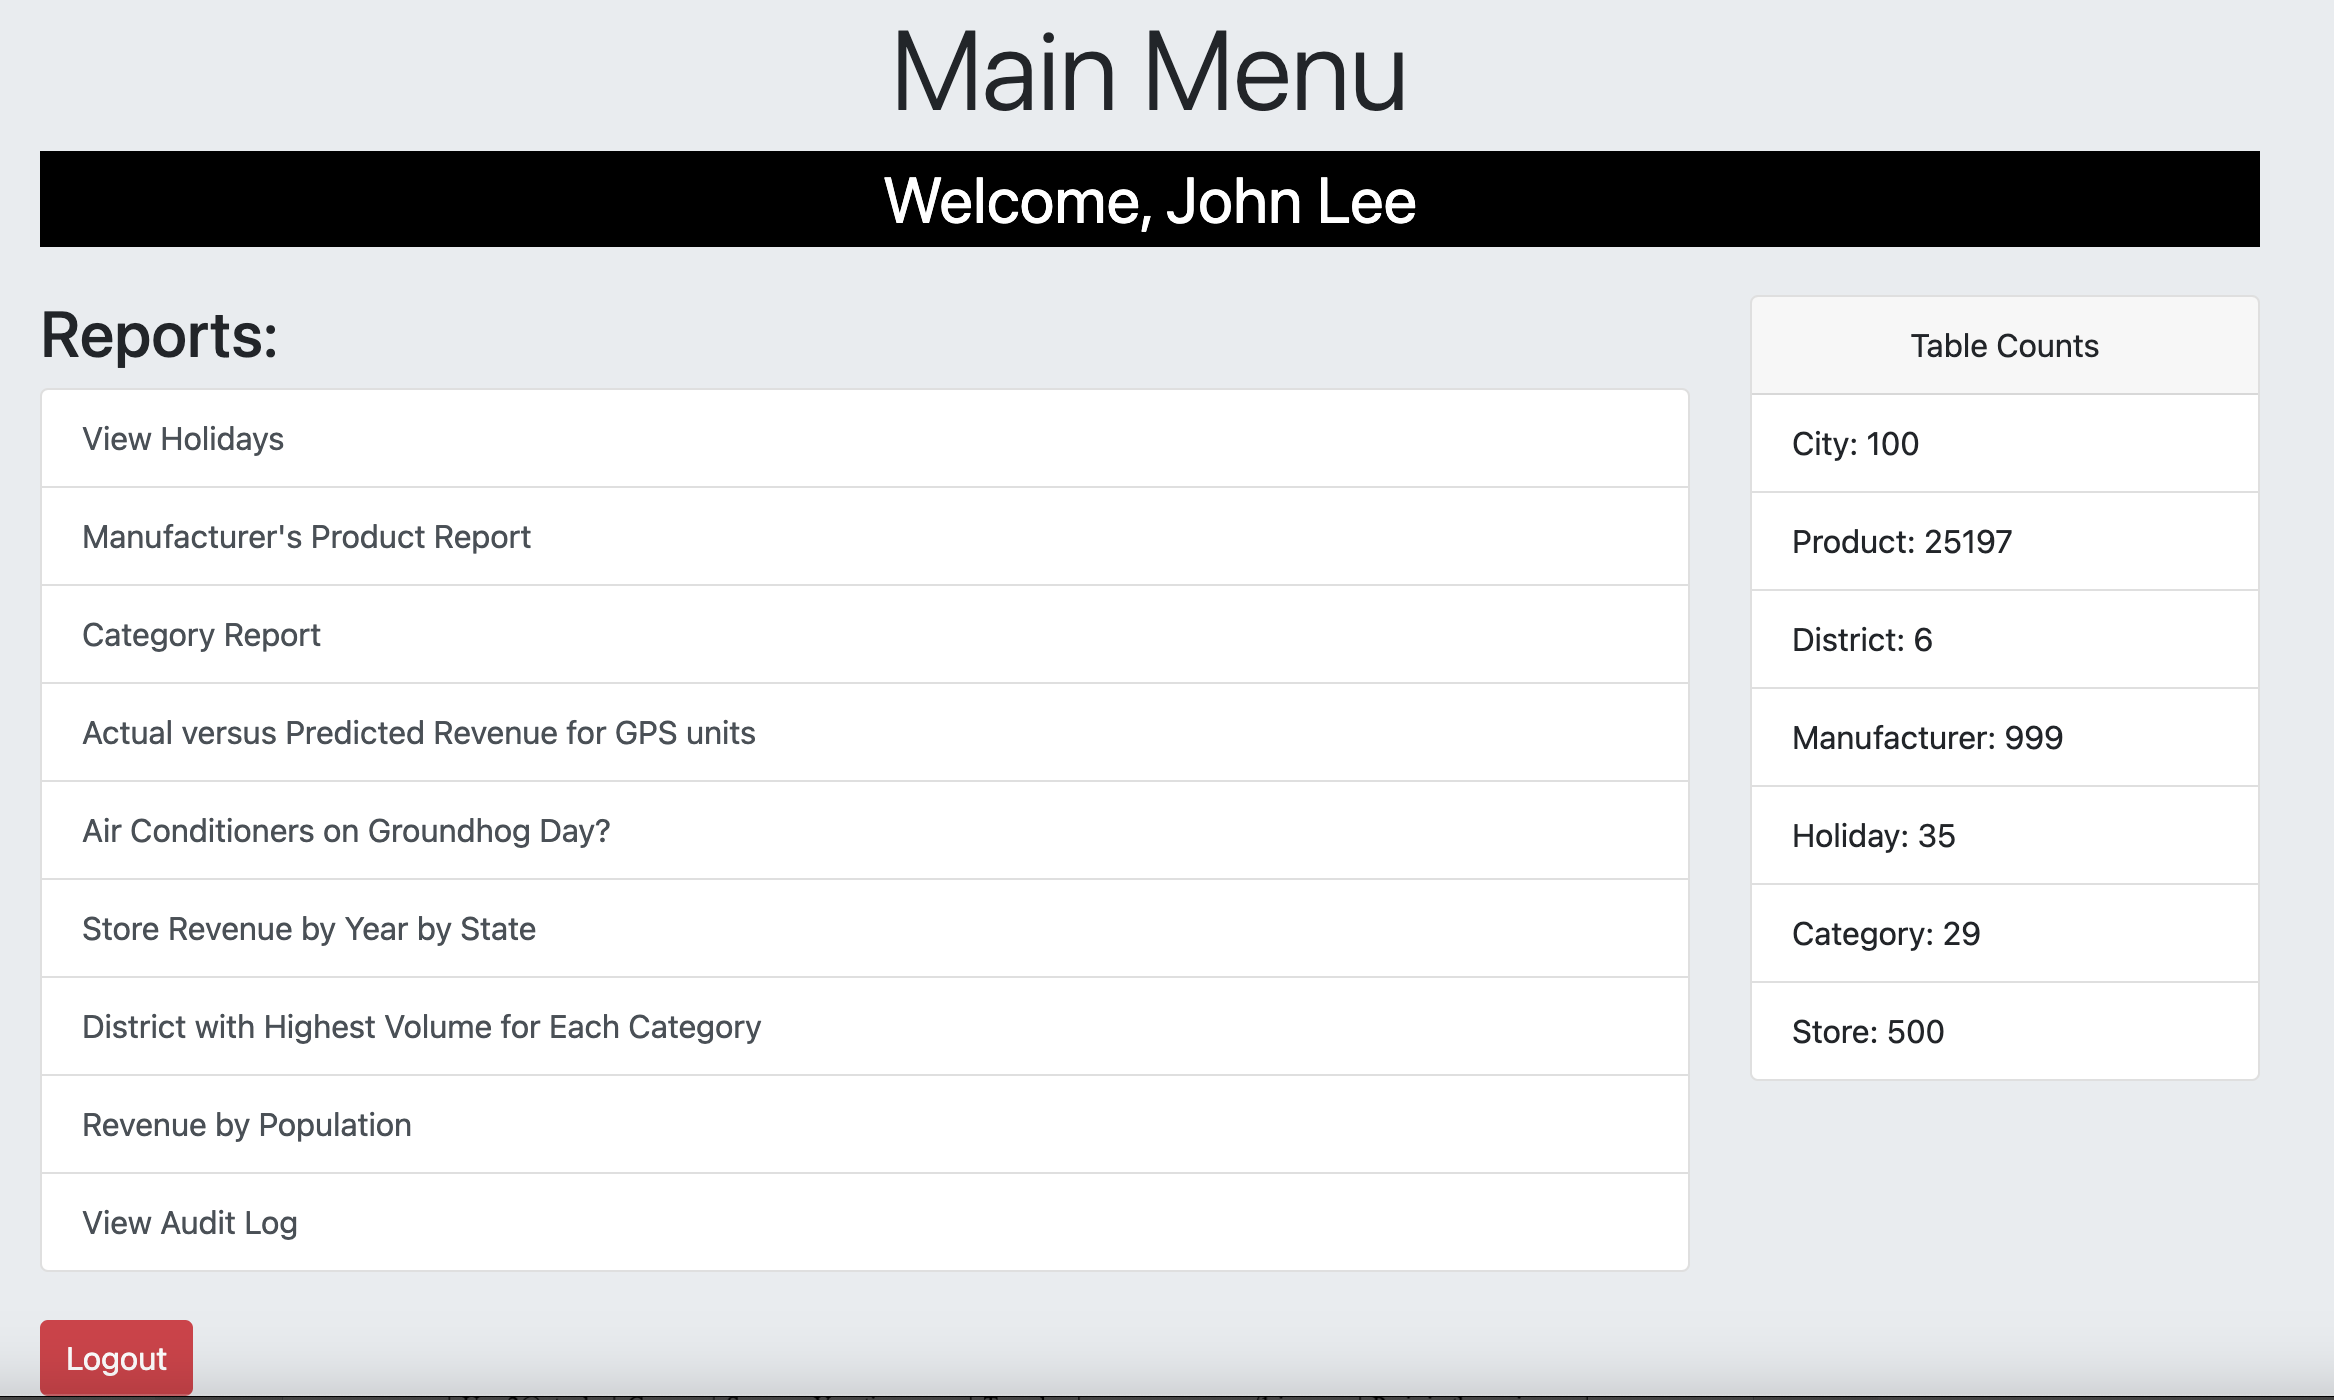 Main Menu
Welcome, John Lee
Reports:
View Holidays
Manufacturer's Product Report
Category Report
Actual versus Predicted Revenue for GPS units
Air Conditioners on Groundhog Day?
Store Revenue by Year by State
District with Highest Volume for Each Category
Revenue by Population
View Audit Log
Table Counts
City: 100
Product: 25197
District: 6
Manufacturer: 999
Holiday: 35
Category: 29
Store: 500
Logout